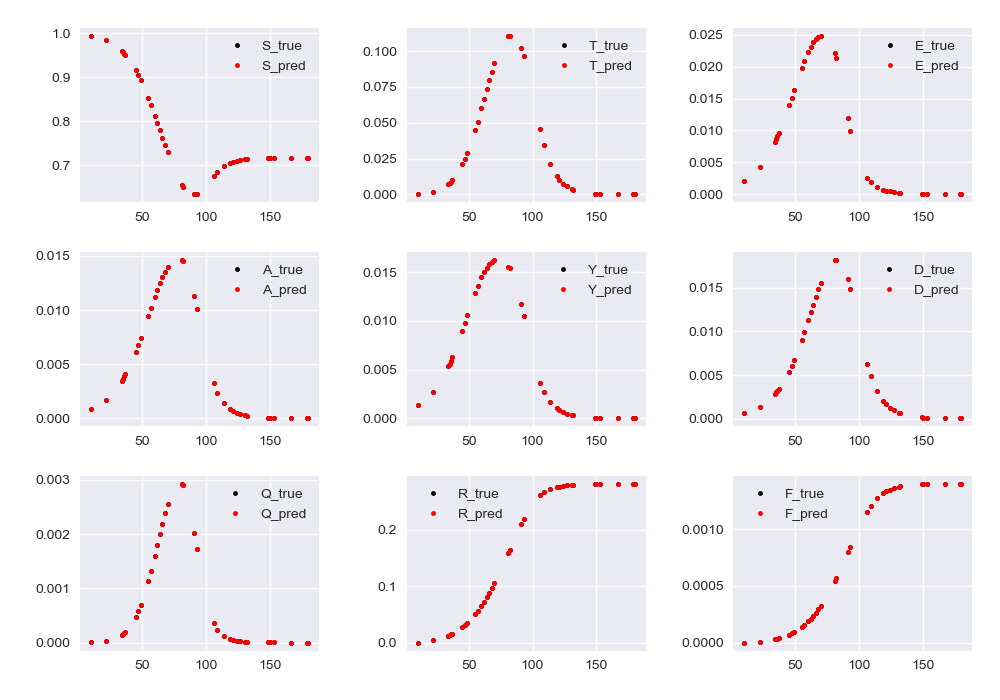 1.0
0.9
0.8
0.7
50 100 150
S_true
S_pred
0.100
0.075
0.050
0.025
0.000
50 100 150
T_true
T_pred
0.025
0.020
0.015
0.010
0.005
0.000
50 100 150
E_true
E_pred
0.015
0.010
0.005
0.000
50 100 150
A_true
A_pred
0.015
0.010
0.005
0.000
50 100 150
Y_true
Y_pred
0.015
0.010
0.005
0.000
50 100 150
D_true
D_pred
0.003
0.002
0.001
0.000
50 100 150
Q_true
Q_pred
0.2
0.1
0.0
50 100 150
R_true
R_pred
0.0010
0.0005
0.0000
50 100 150
F_true
F_pred